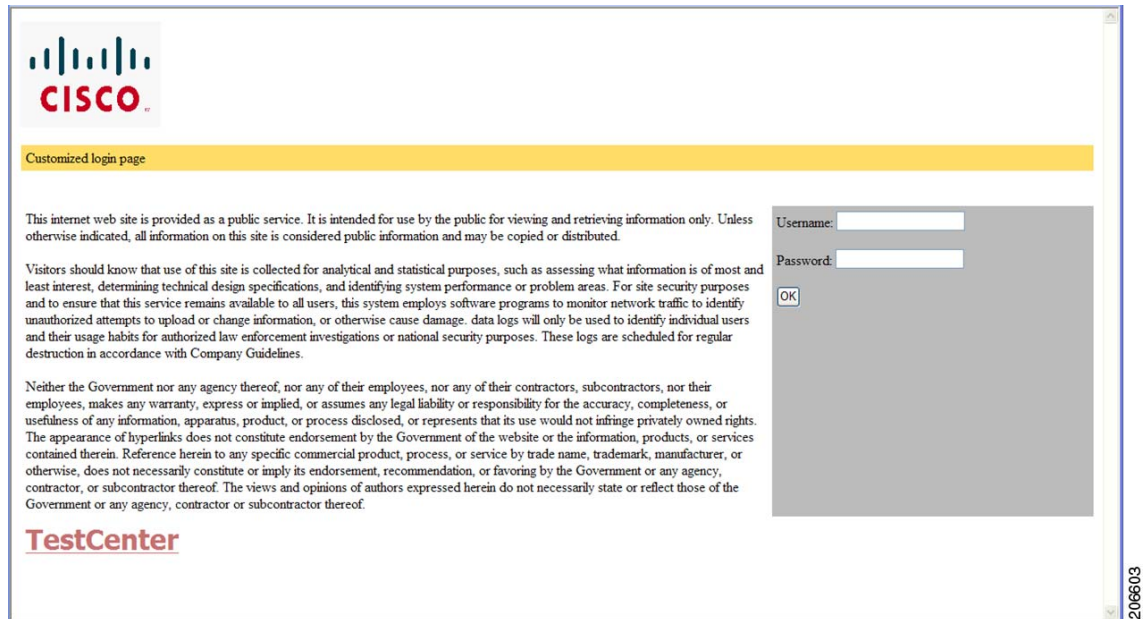 CISCO
Customized login page
This internet web site is provided as a public service. It is intended for use by the public for viewing and retrieving information only. Unless
otherwise indicated, all information on this site is considered public information and may be copied or distributed.
Visitors should know that use of this site is collected for analytical and statistical purposes, such as assessing what information is of most and
least interest, determining technical design specifications, and identifying system performance or problem areas. For site security purposes
and to ensure that this service remains available to all users, this system employs software programs to monitor network traffic to identify
unauthorized attempts to upload or change information, or otherwise cause damage. data logs will only be used to identify individual users
and their usage habits for authorized law enforcement investigations or national security purposes. These logs are scheduled for regular
destruction in accordance with Company Guidelines.
Neither the Government nor any agency thereof, nor any of their employees, nor any of their contractors, subcontractors, nor their
employees, makes any warranty, express or implied, or assumes any legal liability or responsibility for the accuracy, completeness, or
usefulness of any information, apparatus, product, or process disclosed, or represents that its use would not infringe privately owned rights.
The appearance of hyperlinks does not constitute endorsement by the Government of the website or the information, products, or services
contained therein. Reference herein to any specific commercial product, process, or service by trade name, trademark, manufacturer, or
otherwise, does not necessarily constitute or imply its endorsement, recommendation, or favoring by the Government or any agency,
contractor, or subcontractor thereof. The views and opinions of authors expressed herein do not necessarily state or reflect those of the
Government or any agency, contractor or subcontractor thereof.
TestCenter
Username:
Password:
OK
206603